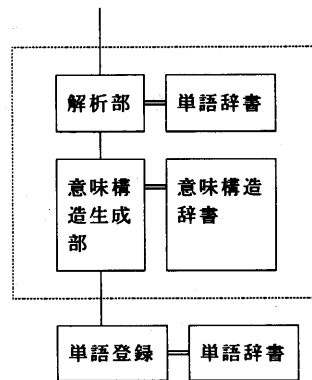 解析部
単語辞書
意味構
造生成
部
意味構造
辞書
単語登録
単語辞書